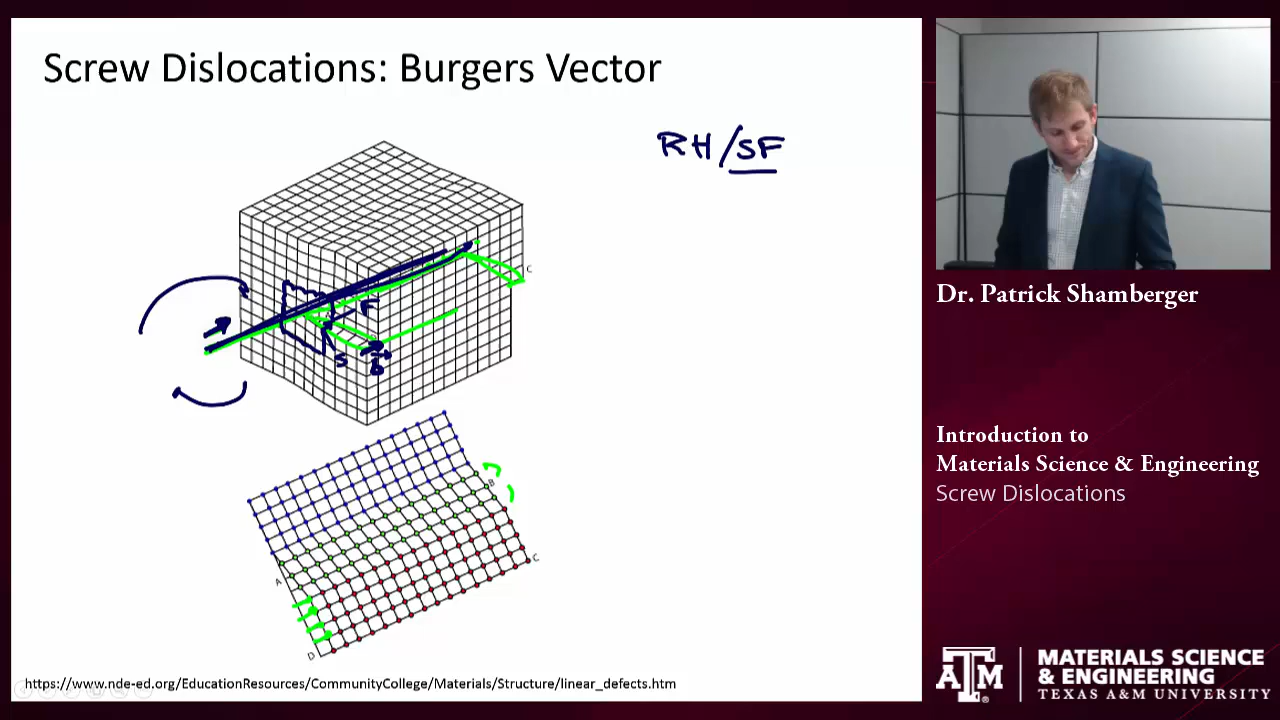 Screw Dislocations: Burgers Vector
RH/SF
C
F
S
b
B
A
C
D
https://www.nde-ed.org/EducationResources/CommunityCollege/Materials/Structure/linear_defects.htm
Dr. Patrick Shamberger
Introduction to
Materials Science & Engineering
Screw Dislocations
ATM
MATERIALS SCIENCE
& ENGINEERING
TEXAS A&M UNIVERSITY